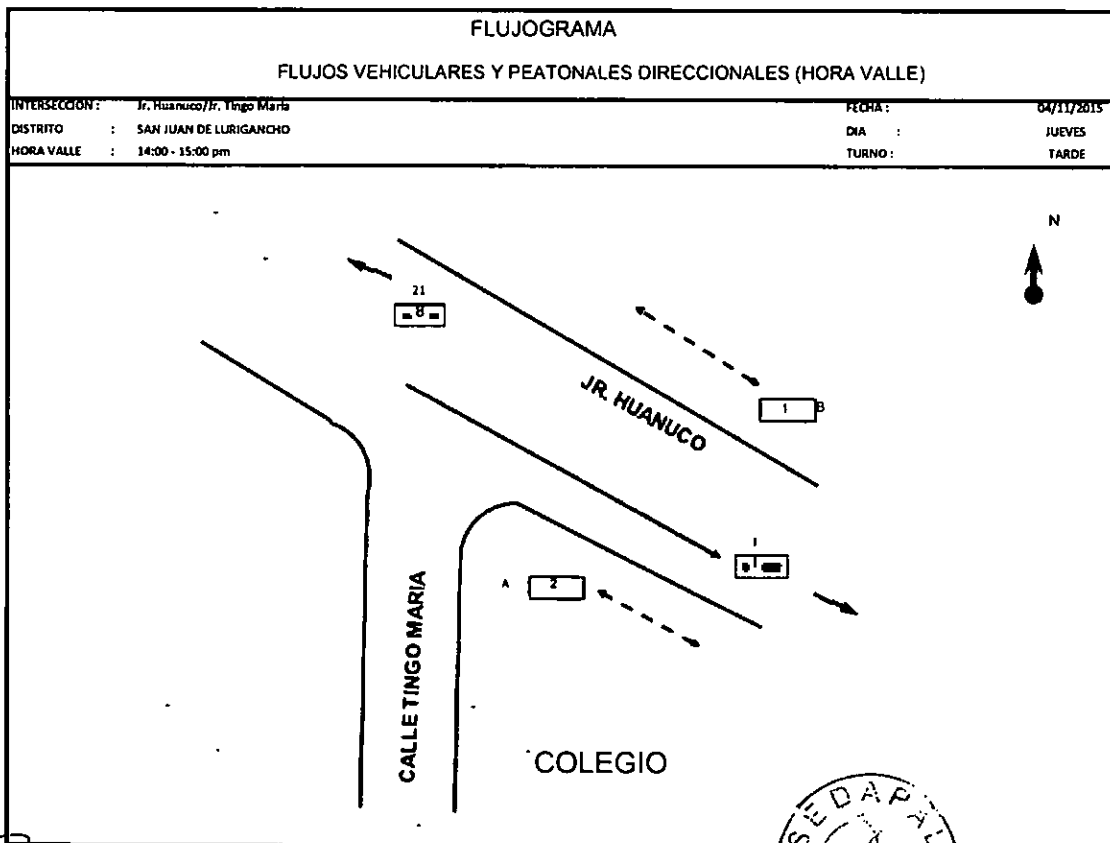 FLUJOGRAMA
FLUJOS VEHICULARES Y PEATONALES DIRECCIONALES (HORA VALLE)
INTERSECCION : Jr. Huanuco/Jr. Tingo Maria
FECHA : 04/11/2015
DISTRITO : SAN JUAN DE LURIGANCHO
DIA : JUEVES
HORA VALLE : 14:00 - 15:00 pm
TURNO : TARDE
N
21
8
JR. HUANUCO
1 B
A 2
CALLE TINGO MARIA
COLEGIO
SEDAPAL